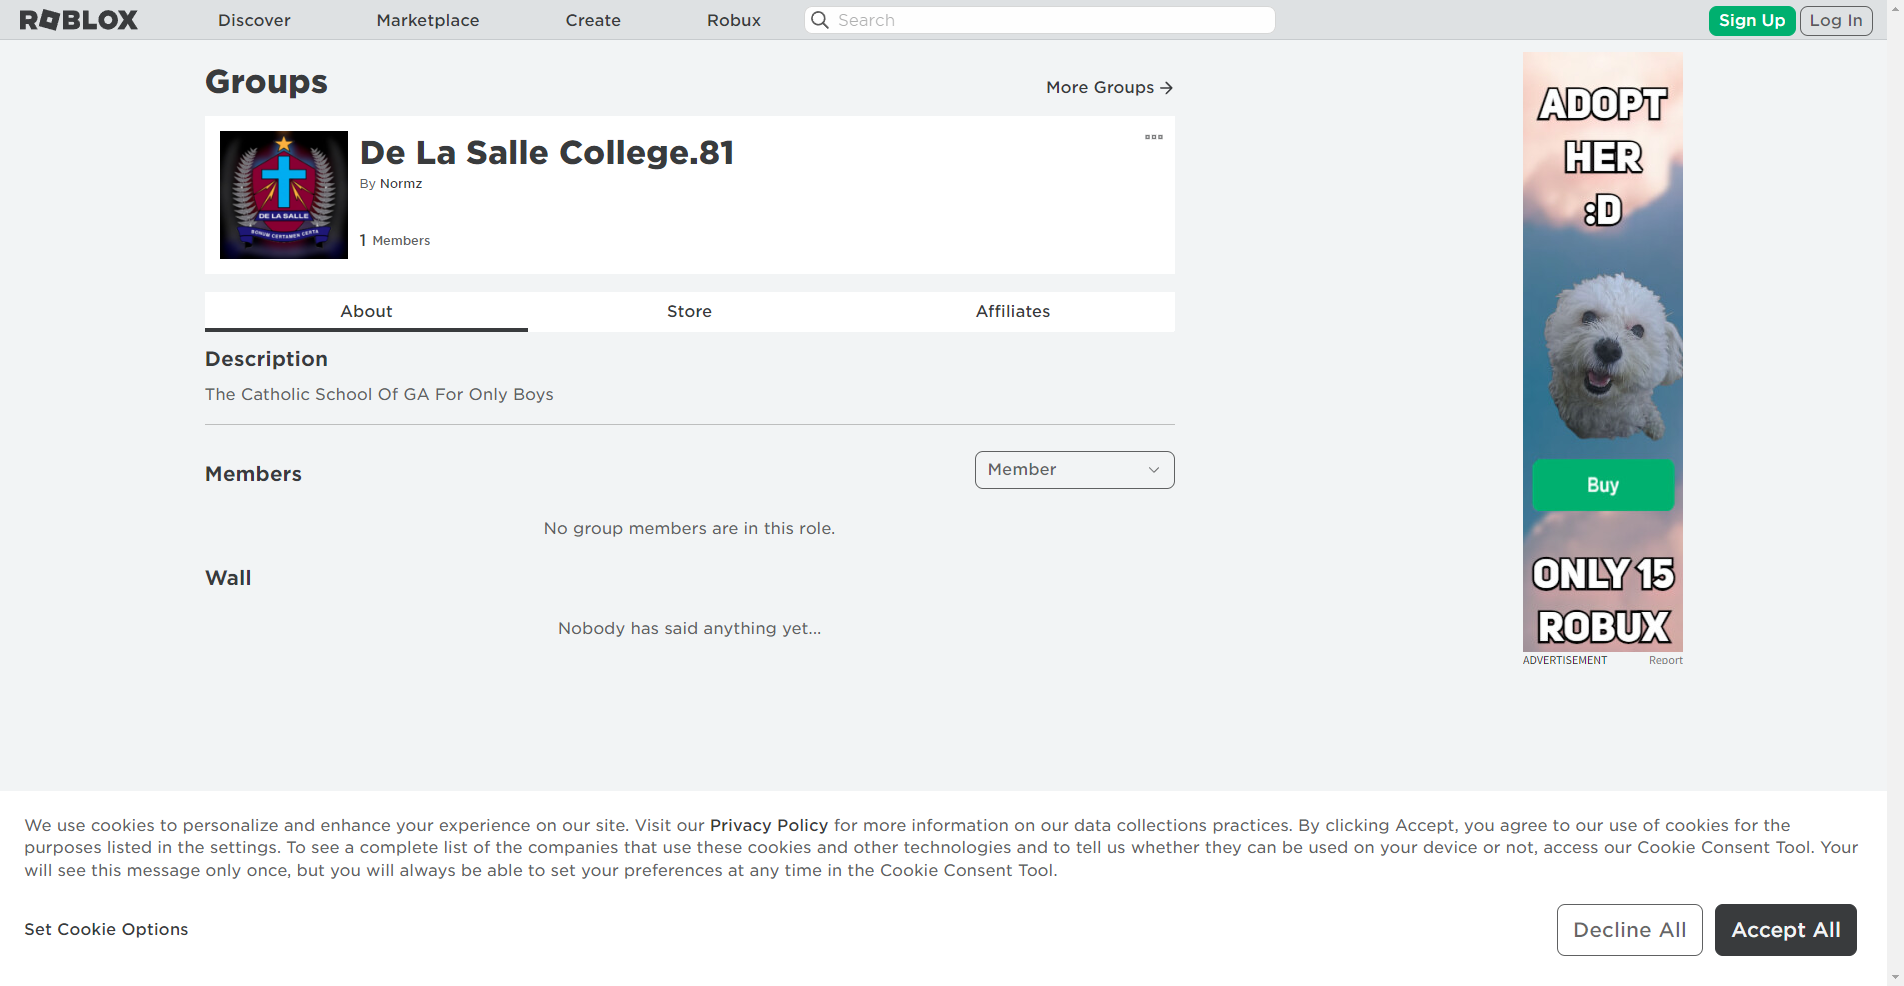 ROBLOX
Discover
Marketplace
Create
Robux
Search
Sign Up
Log In
Groups
More Groups
De La Salle College.81
By Normz
1 Members
DE LA SALLE
BONUM CERTAMEN CERTA
About
Store
Affiliates
Description
The Catholic School Of GA For Only Boys
Members
Member
No group members are in this role.
Wall
Nobody has said anything yet...
ADOPT
HER
:D
Buy
ONLY 15
ROBUX
ADVERTISEMENT
Report
We use cookies to personalize and enhance your experience on our site. Visit our Privacy Policy for more information on our data collections practices. By clicking Accept, you agree to our use of cookies for the
purposes listed in the settings. To see a complete list of the companies that use these cookies and other technologies and to tell us whether they can be used on your device or not, access our Cookie Consent Tool. Your
will see this message only once, but you will always be able to set your preferences at any time in the Cookie Consent Tool.
Set Cookie Options
Decline All
Accept All